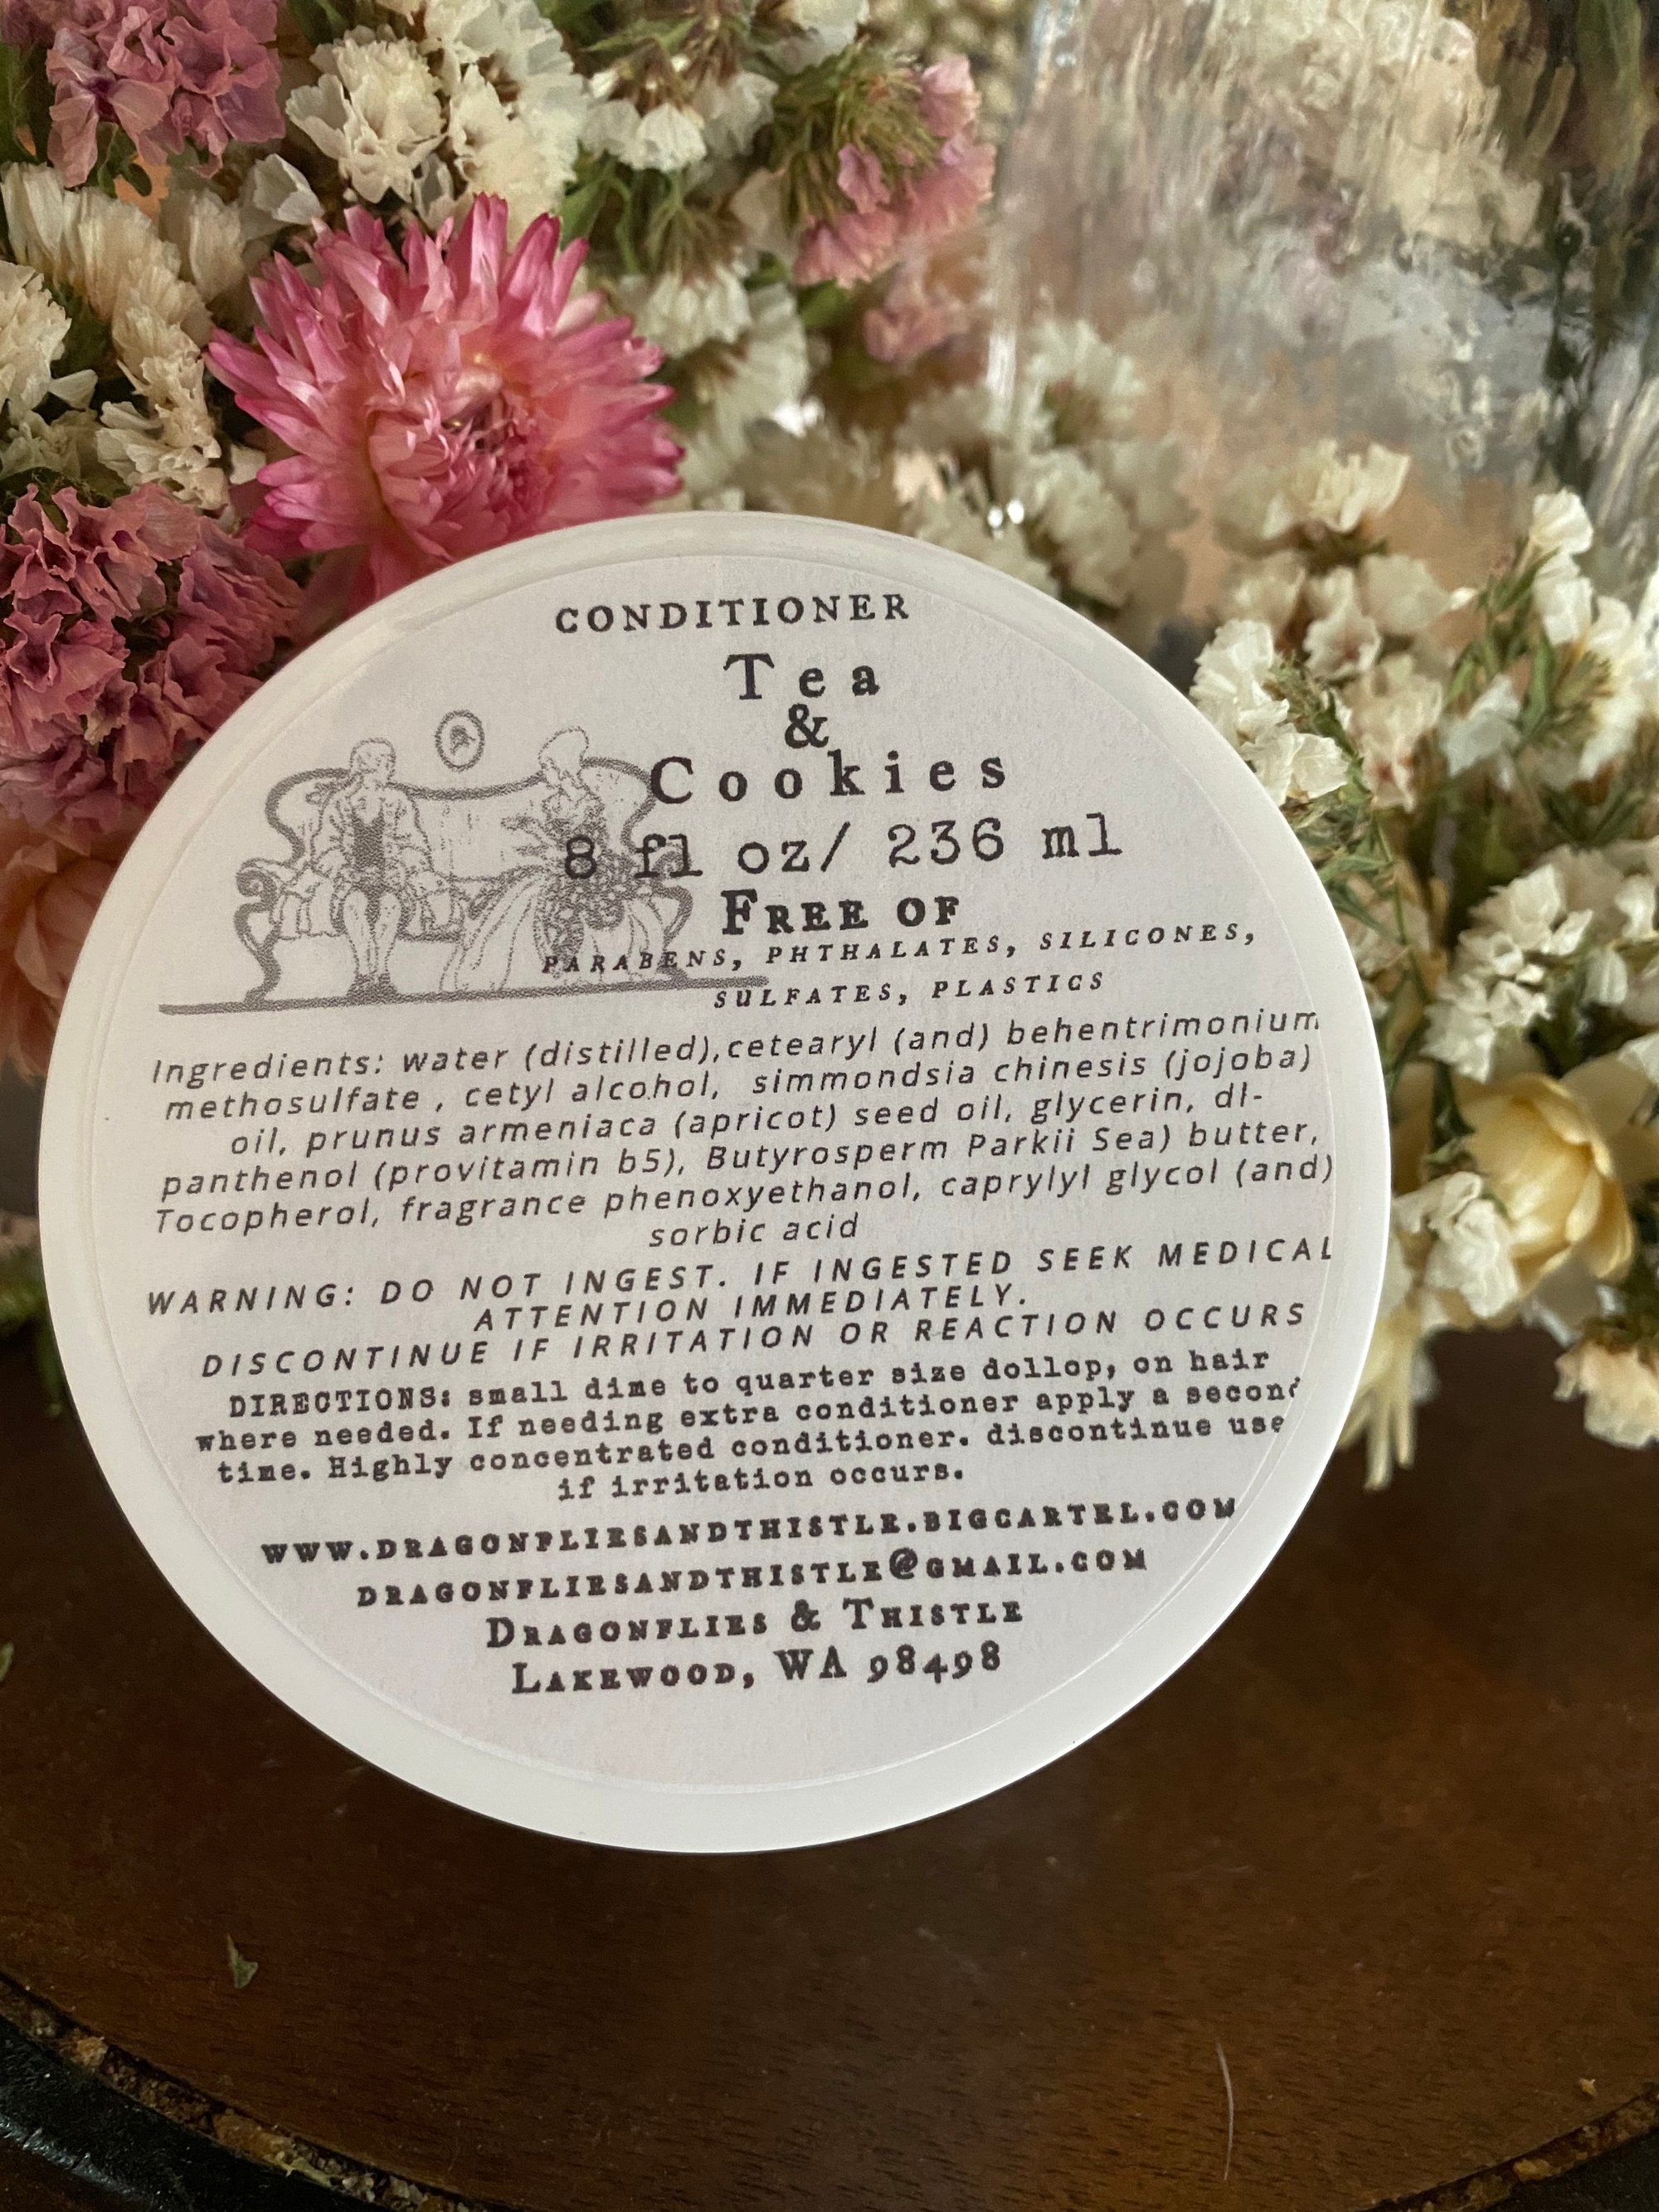 CONDITIONER
Tea
&
Cookies
8 fl oz/ 236 ml
FREE OF
PARABENS, PHTHALATES, SILICONES,
SULFATES, PLASTICS
Ingredients: water (distilled),cetearyl (and) behentrimonium
methosulfate , cetyl alcohol, simmondsia chinesis (jojoba)
oil, prunus armeniaca (apricot) seed oil, glycerin, dl-
panthenol (provitamin b5), Butyrosperm Parkii Sea) butter,
Tocopherol, fragrance phenoxyethanol, caprylyl glycol (and)
sorbic acid
WARNING: DO NOT INGEST. IF INGESTED SEEK MEDICAL
ATTENTION IMMEDIATELY.
DISCONTINUE IF IRRITATION OR REACTION OCCURS
DIRECTIONS: small dime to quarter size dollop, on hair
where needed. If needing extra conditioner apply a second
time. Highly concentrated conditioner. discontinue use
if irritation occurs.
WWW.DRAGONFLIESANDTHISTLE.BIGCARTEL.COM
DRAGONFLIESANDTHISTLE@GMAIL.COM
DRAGONFLIES & THISTLE
LAKEWOOD, WA 98498